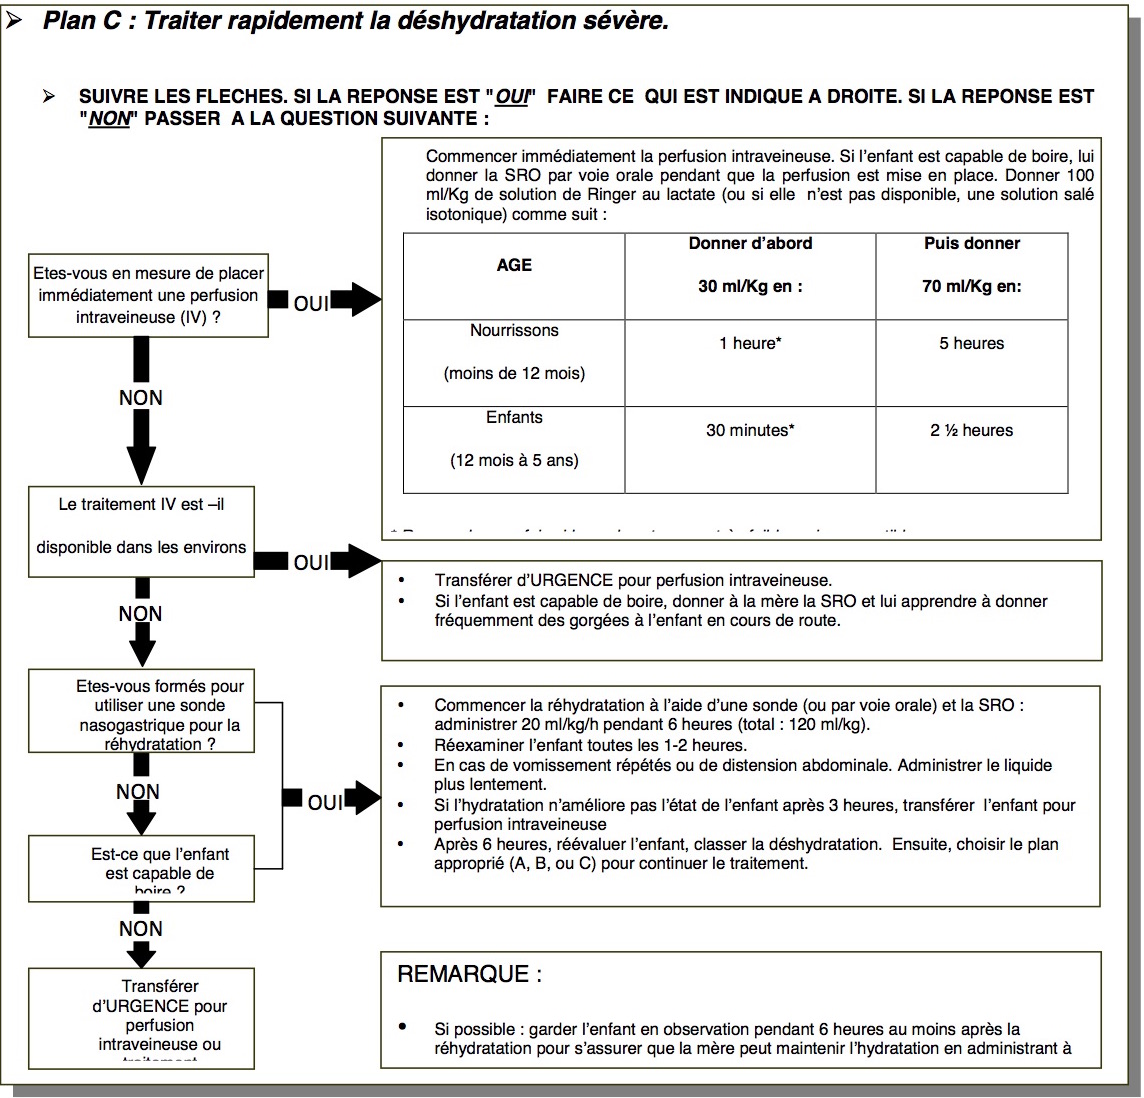 ➢ Plan C : Traiter rapidement la déshydratation sévère.
➢ SUIVRE LES FLECHES. SI LA REPONSE EST "OUI" FAIRE CE QUI EST INDIQUE A DROITE. SI LA REPONSE EST
"NON" PASSER A LA QUESTION SUIVANTE :
Commencer immédiatement la perfusion intraveineuse. Si l'enfant est capable de boire, lui
donner la SRO par voie orale pendant que la perfusion est mise en place. Donner 100
ml/Kg de solution de Ringer au lactate (ou si elle n'est pas disponible, une solution salé
isotonique) comme suit :
AGE
Donner d'abord
30 ml/Kg en :
Puis donner
70 ml/Kg en:
Nourrissons
(moins de 12 mois)
1 heure*
5 heures
Enfants
(12 mois à 5 ans)
30 minutes*
2 ½ heures
Etes-vous en mesure de placer
immédiatement une perfusion
intraveineuse (IV) ?
OUI
NON
Le traitement IV est –il
disponible dans les environs
OUI
• Transférer d'URGENCE pour perfusion intraveineuse.
• Si l'enfant est capable de boire, donner à la mère la SRO et lui apprendre à donner
fréquemment des gorgées à l'enfant en cours de route.
NON
Etes-vous formés pour
utiliser une sonde
nasogastrique pour la
réhydratation ?
NON
OUI
• Commencer la réhydratation à l'aide d'une sonde (ou par voie orale) et la SRO :
administrer 20 ml/kg/h pendant 6 heures (total : 120 ml/kg).
• Réexaminer l'enfant toutes les 1-2 heures.
• En cas de vomissement répétés ou de distension abdominale. Administrer le liquide
plus lentement.
• Si l'hydratation n'améliore pas l'état de l'enfant après 3 heures, transférer l'enfant pour
perfusion intraveineuse
• Après 6 heures, réévaluer l'enfant, classer la déshydratation. Ensuite, choisir le plan
approprié (A, B, ou C) pour continuer le traitement.
Est-ce que l'enfant
est capable de
boire ?
NON
Transférer
d'URGENCE pour
perfusion
intraveineuse ou
REMARQUE :
• Si possible : garder l'enfant en observation pendant 6 heures au moins après la
réhydratation pour s'assurer que la mère peut maintenir l'hydratation en administrant à